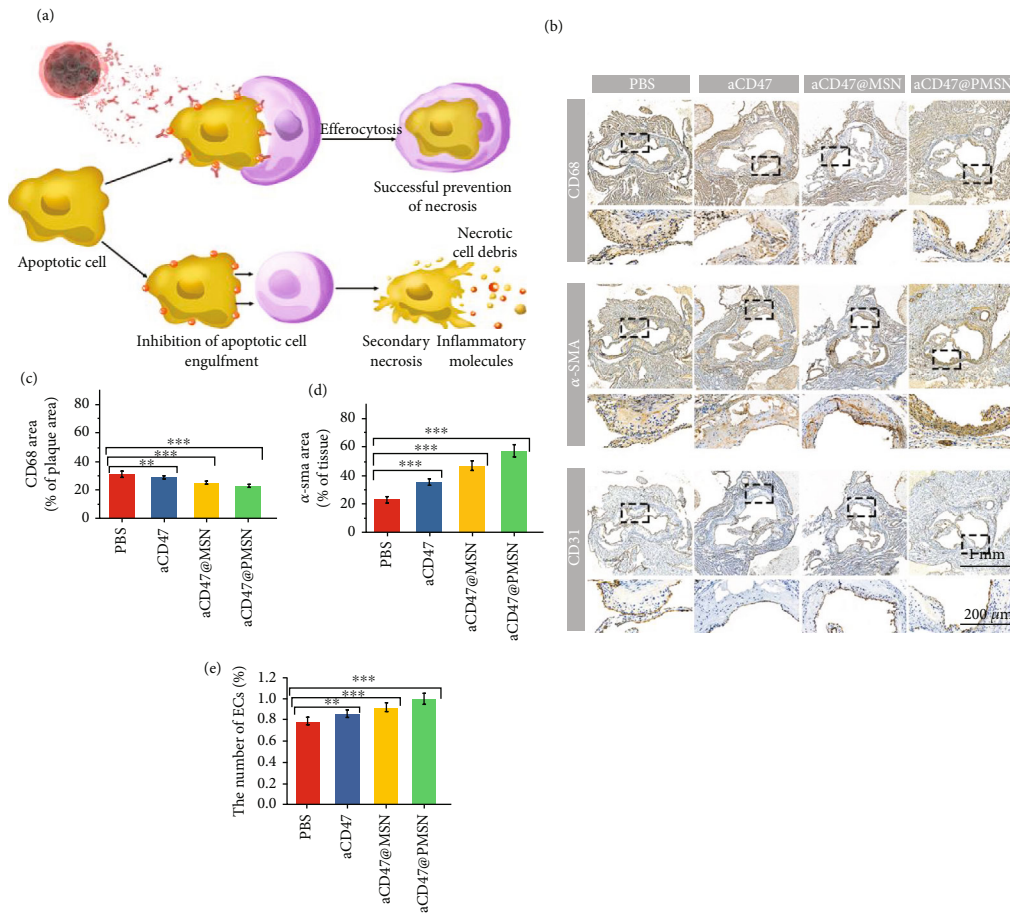 (a)
Efferocytosis
Successful prevention
of necrosis
Apoptotic cell
Necrotic
cell debris
Inhibition of apoptotic cell
engulfment
Secondary
necrosis
Inflammatory
molecules
(b)
PBS
aCD47
aCD47@MSN
aCD47@PMSN
CD68
α-SMA
CD31
1 mm
200 μm
(c)
CD68 area
(% of plaque area)
80
60
40
20
0
***
***
**
PBS
aCD47
aCD47@MSN
aCD47@PMSN
(d)
α-sma area
(% of tissue)
80
60
40
20
0
***
***
***
PBS
aCD47
aCD47@MSN
aCD47@PMSN
(e)
The number of ECs (%)
1.2
1.0
0.8
0.6
0.4
0.2
0.0
***
***
**
PBS
aCD47
aCD47@MSN
aCD47@PMSN